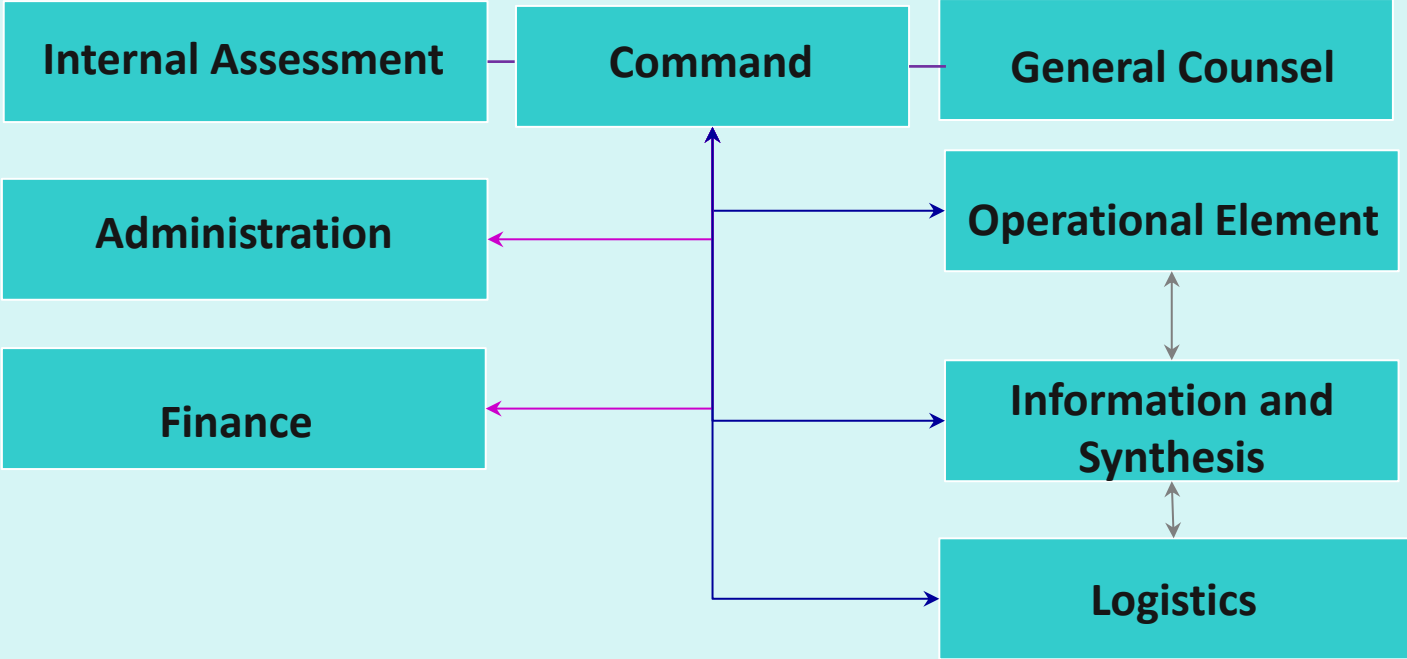 Internal Assessment
Command
General Counsel
Administration
Operational Element
Finance
Information and
Synthesis
Logistics